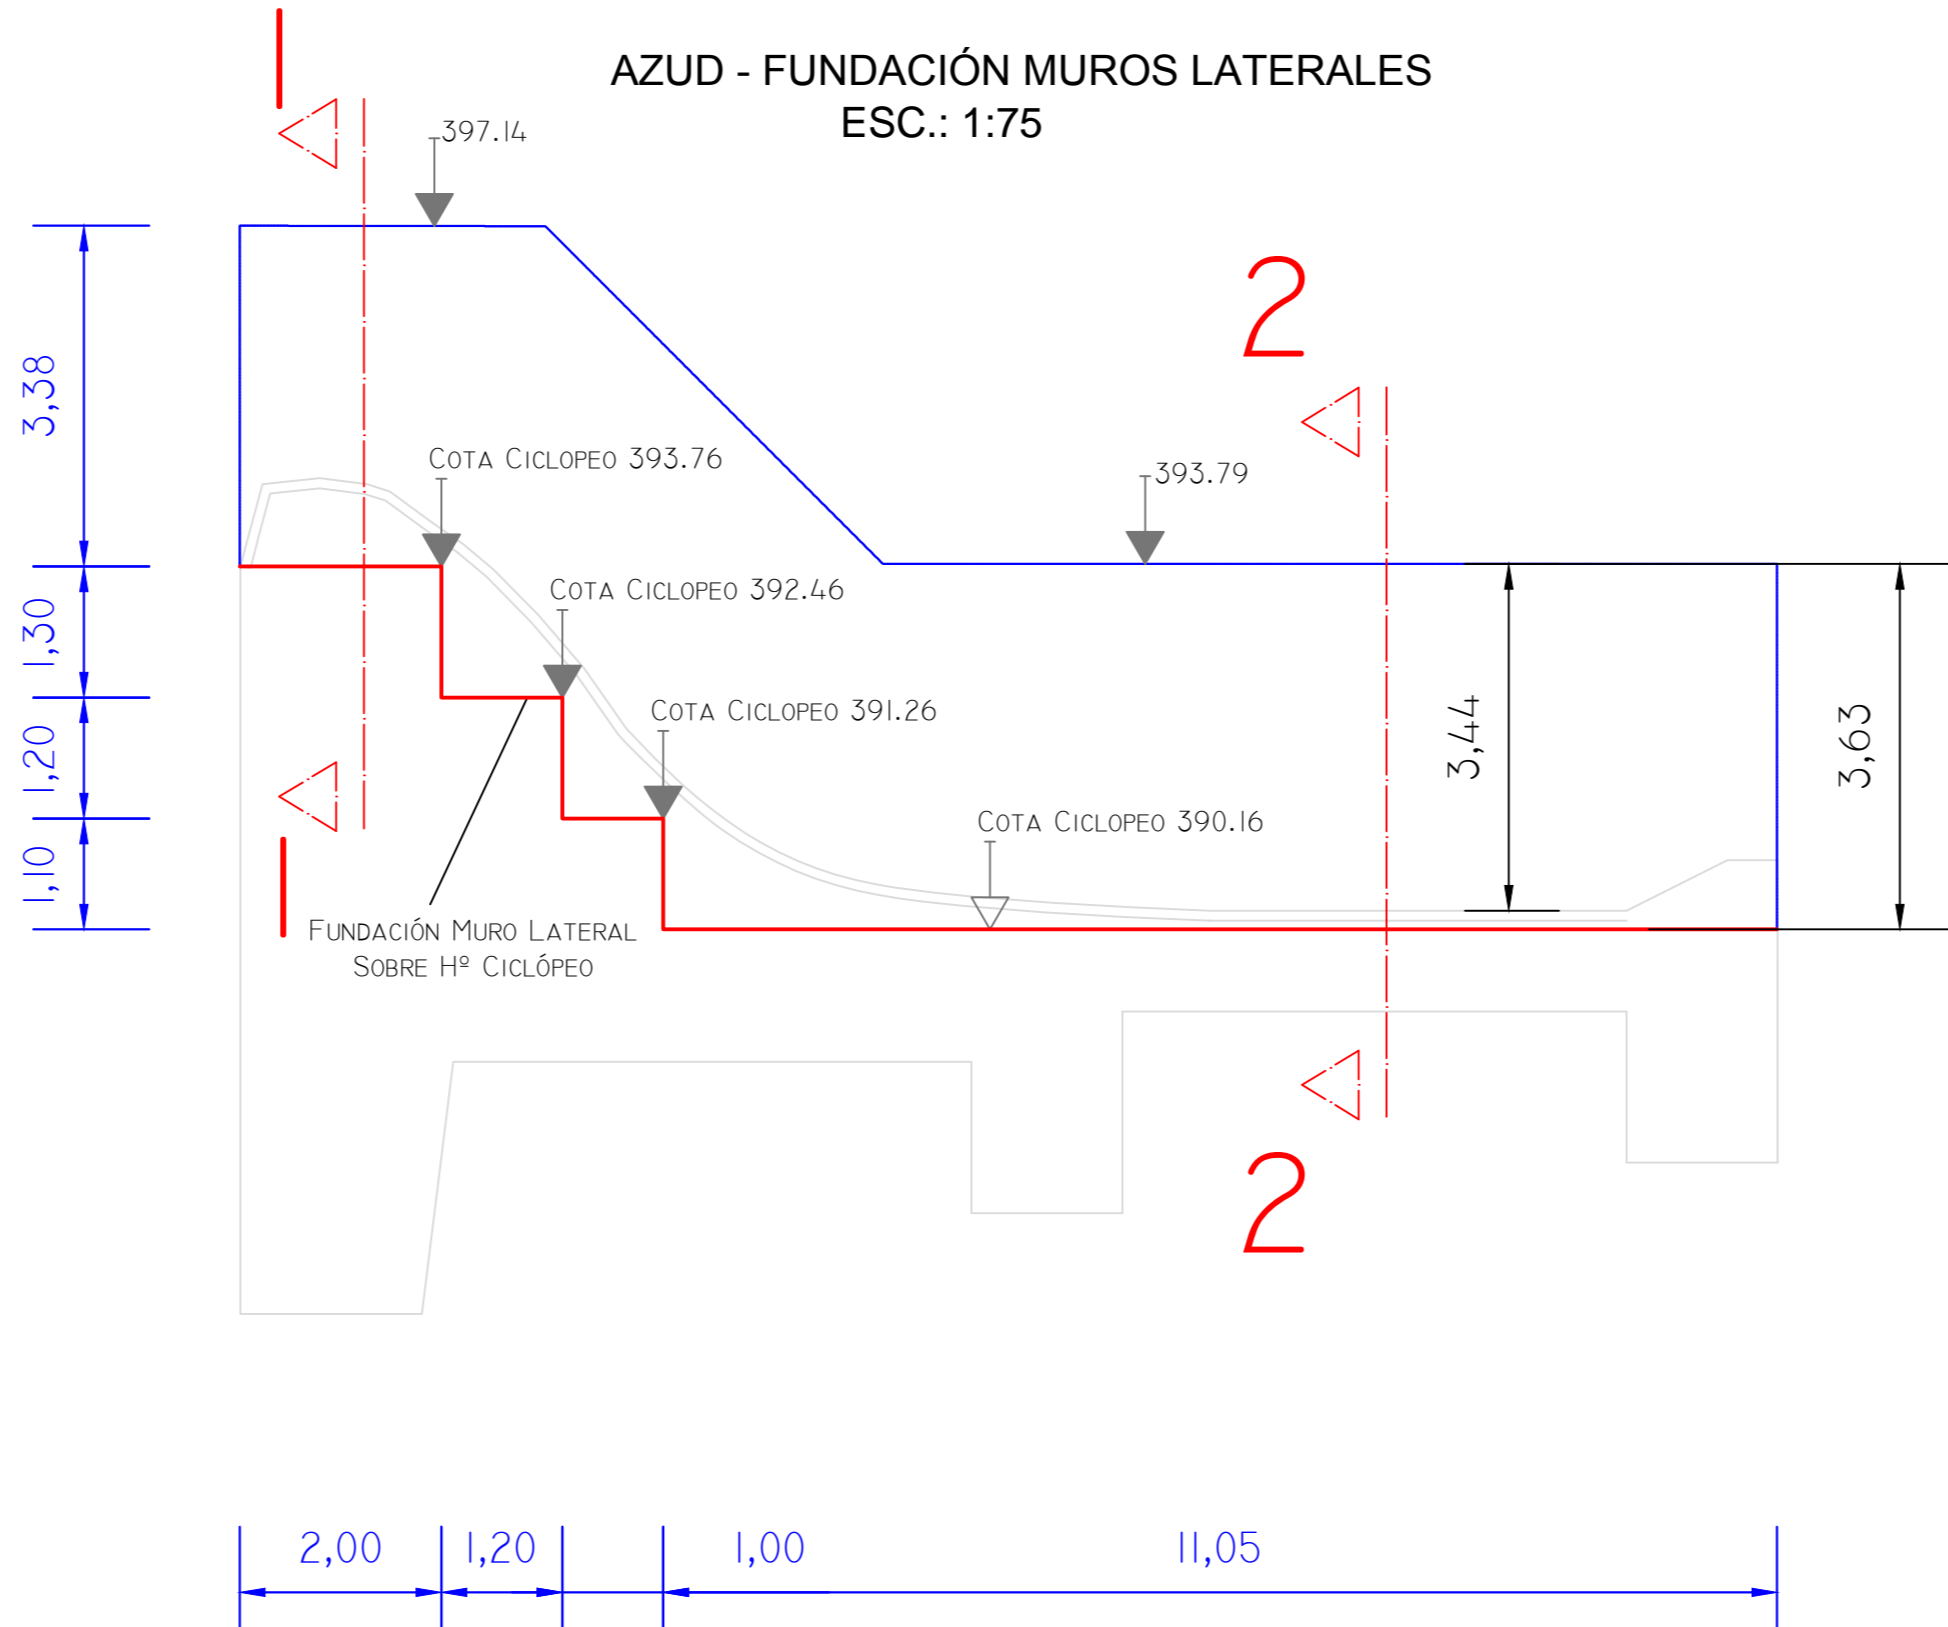 AZUD - FUNDACIÓN MUROS LATERALES
ESC.: 1:75
397.14
2
3,38
COTA CICLOPEO 393.76
393.79
COTA CICLOPEO 392.46
1,30
COTA CICLOPEO 391.26
3,44
3,63
1,20
COTA CICLOPEO 390.16
1,10
FUNDACIÓN MURO LATERAL
SOBRE Hº CICLÓPEO
2
2,00
1,20
1,00
11,05